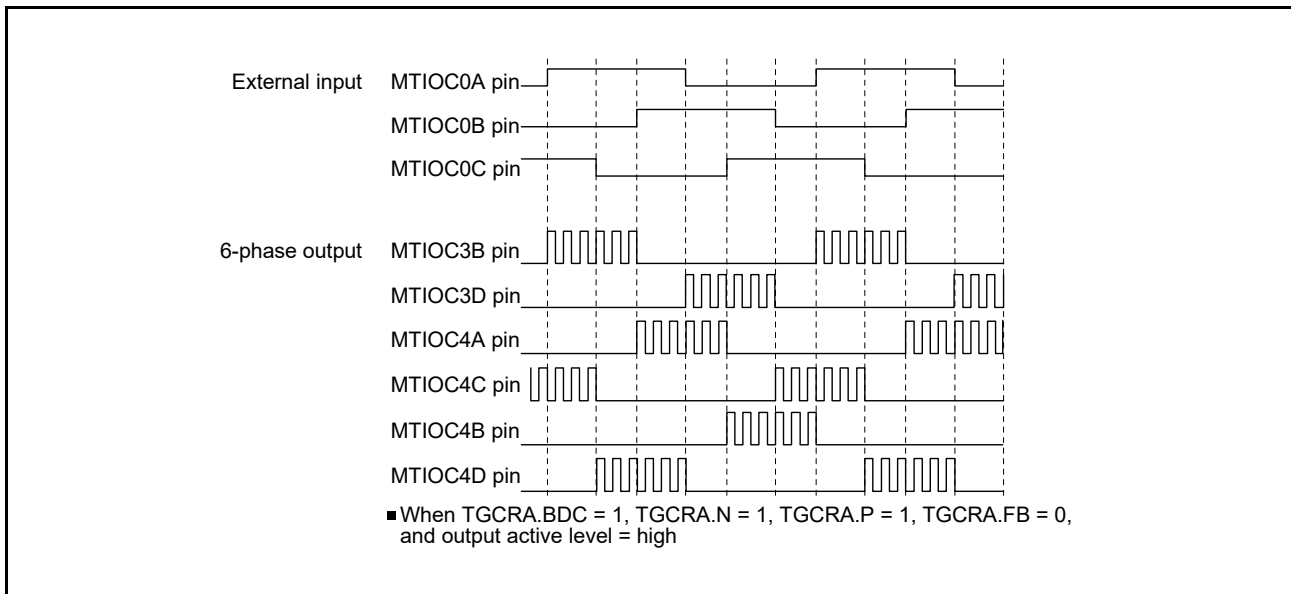 External input MTIOC0A pin
MTIOC0B pin
MTIOC0C pin
6-phase output MTIOC3B pin
MTIOC3D pin
MTIOC4A pin
MTIOC4C pin
MTIOC4B pin
MTIOC4D pin
■ When TGCRA.BDC = 1, TGCRA.N = 1, TGCRA.P = 1, TGCRA.FB = 0,
and output active level = high